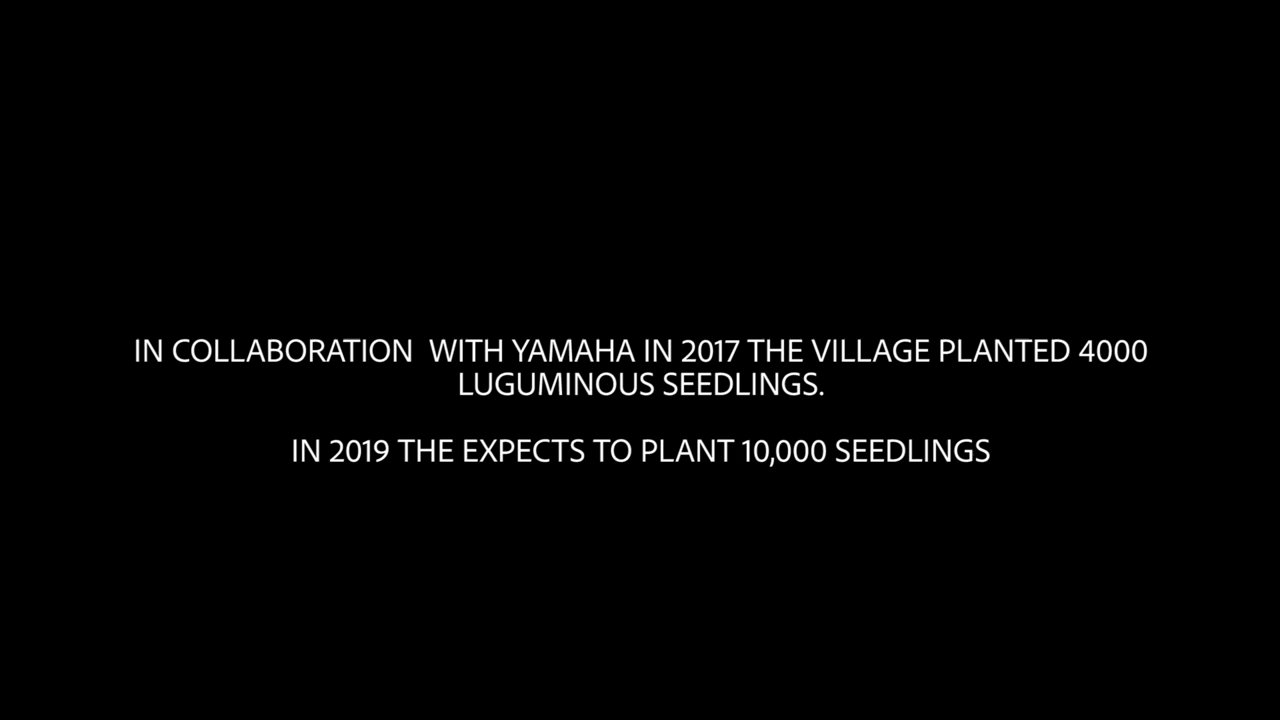 IN COLLABORATION  WITH YAMAHA IN 2017 THE VILLAGE PLANTED 4000
LUGUMINOUS SEEDLINGS.
IN 2019 THE EXPECTS TO PLANT 10,000 SEEDLINGS